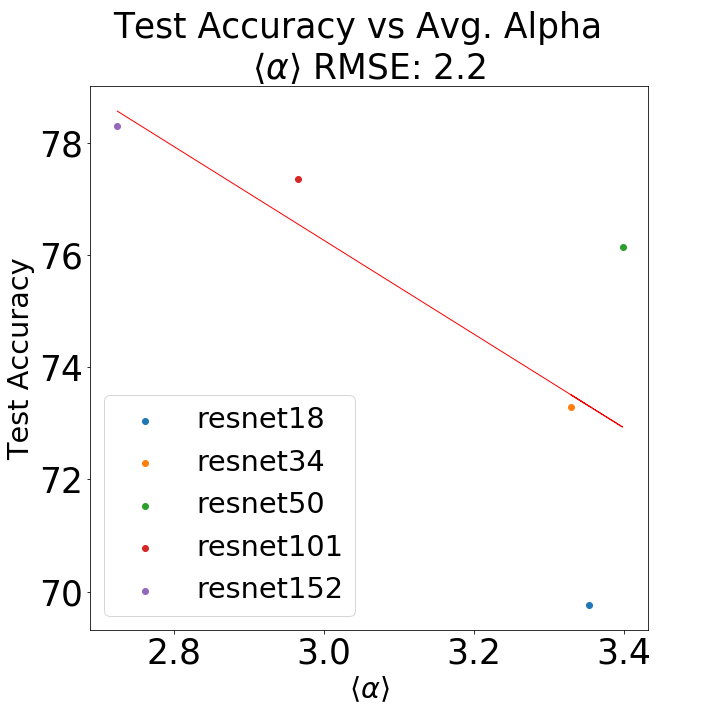 Test Accuracy vs Avg. Alpha
⟨α⟩ RMSE: 2.2
Test Accuracy
78
76
74
72
70
resnet18
resnet34
resnet50
resnet101
resnet152
2.8 3.0 3.2 3.4
⟨α⟩